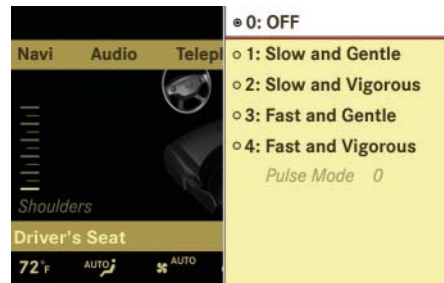 Navi Audio Teleph
Shoulders
Driver's Seat
72°F AUTO AUTO
0: OFF
1: Slow and Gentle
2: Slow and Vigorous
3: Fast and Gentle
4: Fast and Vigorous
Pulse Mode 0